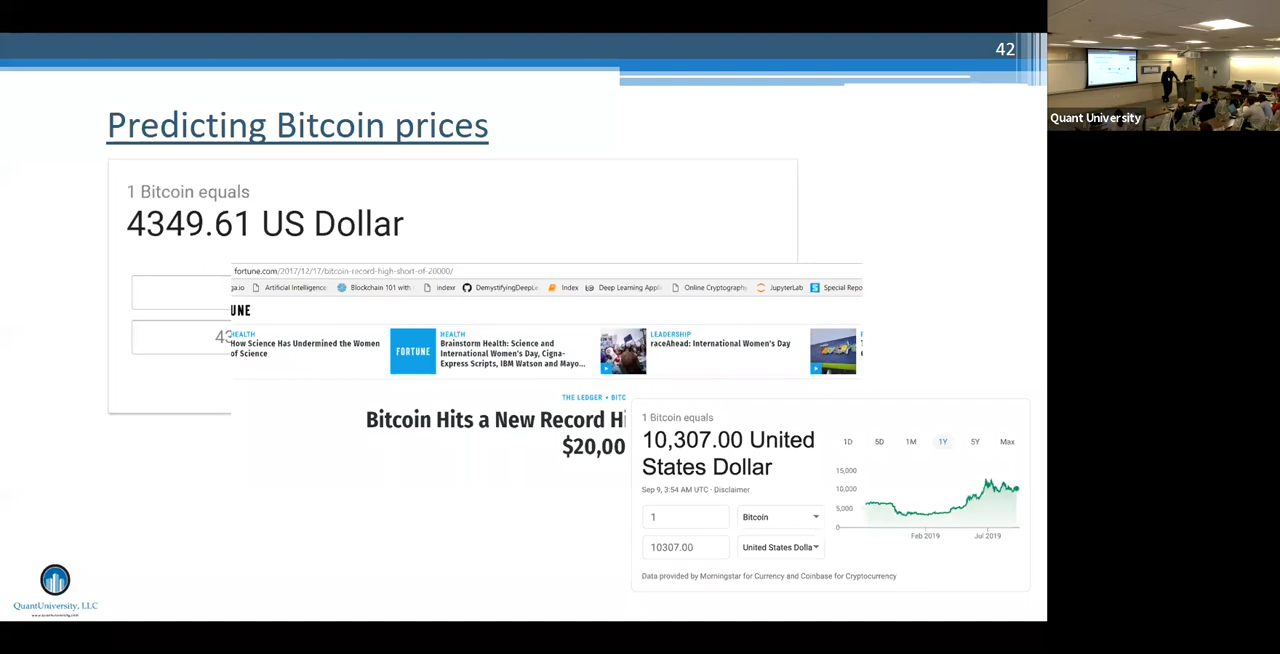 42
Quant University
Predicting Bitcoin prices
1 Bitcoin equals
4349.61 US Dollar
43
fortune.com/2017/12/17/bitcoin-record-high-short-of-20000/
ga.io Artificial Intelligence Blockchain 101 with indexr DemystifyingDeepLe Index Deep Learning Appli Online Cryptography JupyterLab Special Repo
UNE
HEALTH
How Science Has Undermined the Women
of Science
FORTUNE
HEALTH
Brainstorm Health: Science and
International Women's Day, Cigna-
Express Scripts, IBM Watson and Mayo...
LEADERSHIP
raceAhead: International Women's Day
THE LEDGER • BITC
Bitcoin Hits a New Record Hi
$20,00
1 Bitcoin equals
10,307.00 United
States Dollar
Sep 9, 3:54 AM UTC · Disclaimer
1 Bitcoin
10307.00 United States Dolla
1D 5D 1M 1Y 5Y Max
15,000
10,000
5,000
0
Feb 2019 Jul 2019
Data provided by Morningstar for Currency and Coinbase for Cryptocurrency
QuantUniversity, LLC